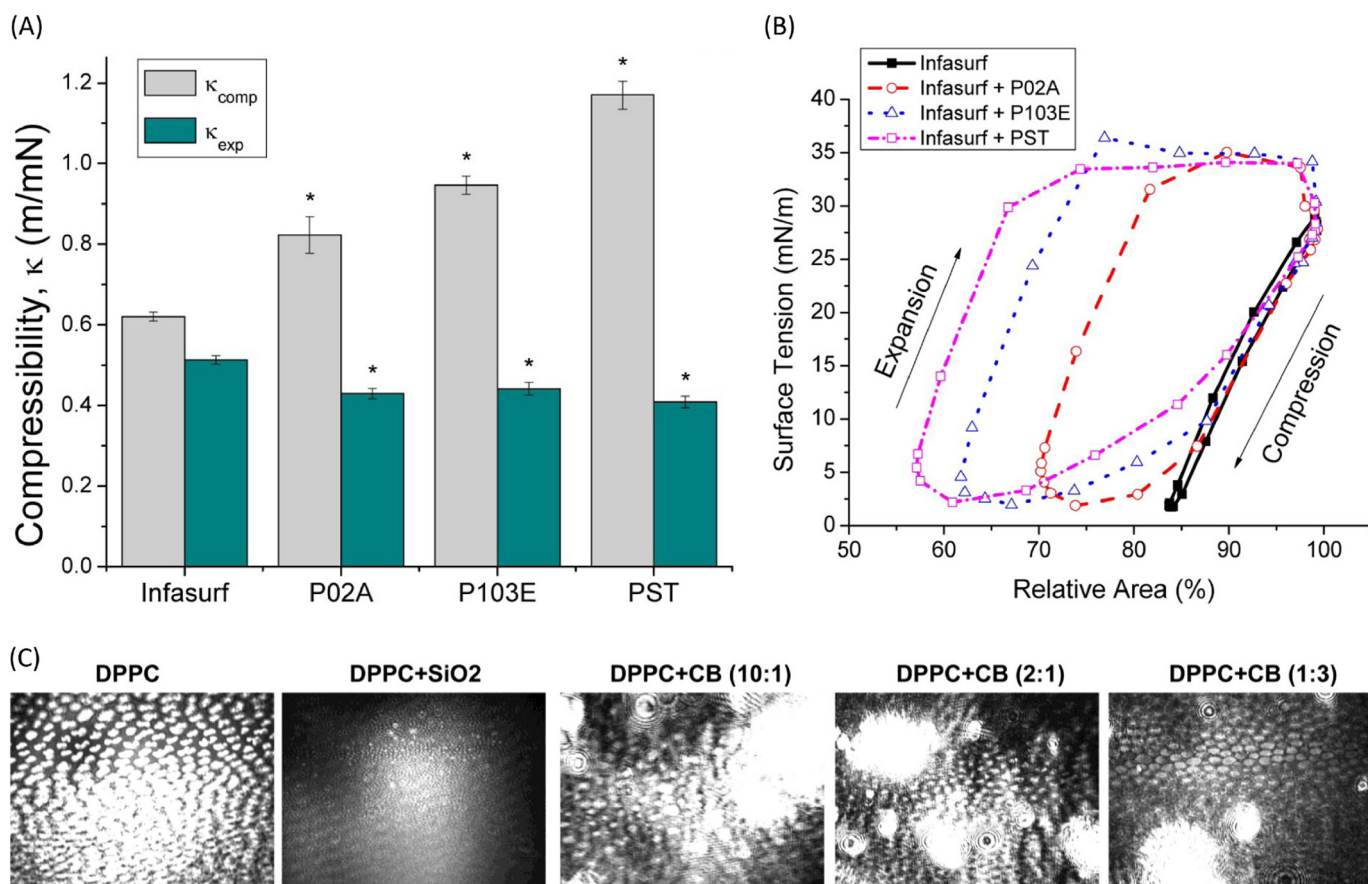 (A)
Compressibility, κ (m/mN)
1.2
1.0
0.8
0.6
0.4
0.2
0.0
κcomp
κexp
*
*
*
*
*
*
Infasurf
P02A
P103E
PST
(B)
Infasurf
Infasurf + P02A
Infasurf + P103E
Infasurf + PST
Surface Tension (mN/m)
40
35
30
25
20
15
10
5
0
Expansion
Compression
50
60
70
80
90
100
Relative Area (%)
(C)
DPPC
DPPC+SiO2
DPPC+CB (10:1)
DPPC+CB (2:1)
DPPC+CB (1:3)